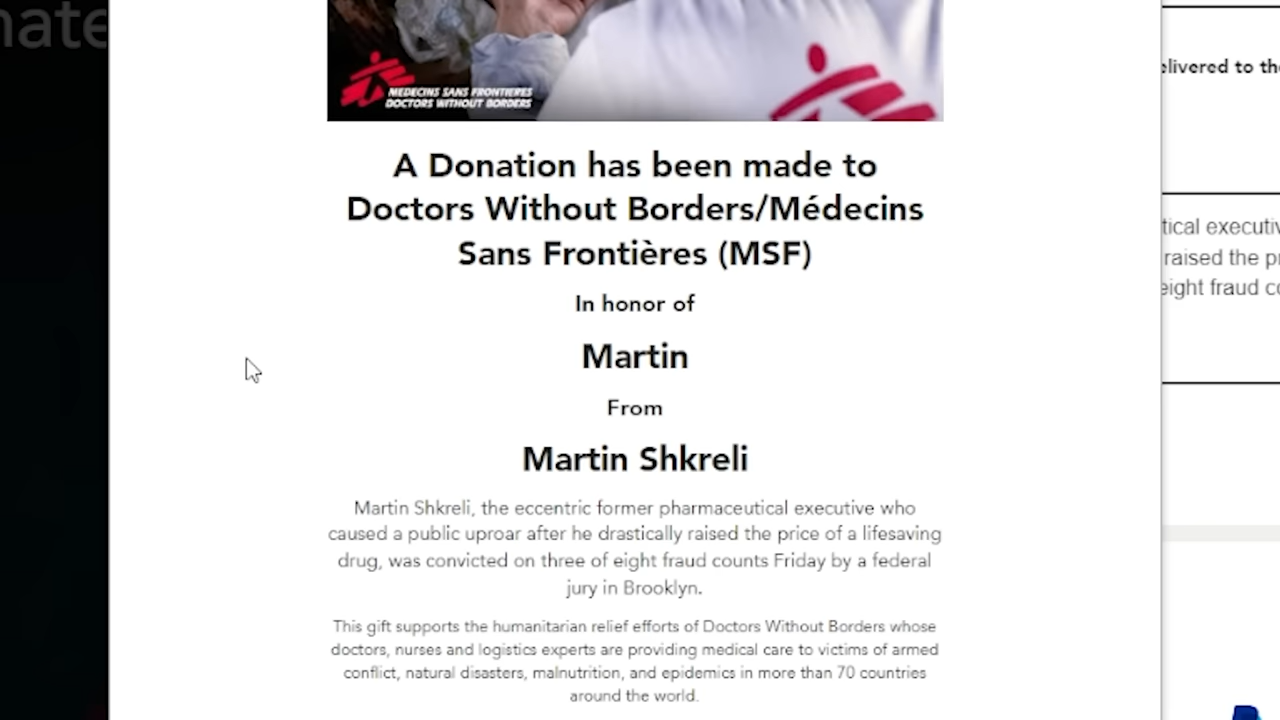 MEDECINS SANS FRONTIERES
DOCTORS WITHOUT BORDERS
A Donation has been made to
Doctors Without Borders/Médecins
Sans Frontières (MSF)
In honor of
Martin
From
Martin Shkreli
Martin Shkreli, the eccentric former pharmaceutical executive who
caused a public uproar after he drastically raised the price of a lifesaving
drug, was convicted on three of eight fraud counts Friday by a federal
jury in Brooklyn.
This gift supports the humanitarian relief efforts of Doctors Without Borders whose
doctors, nurses and logistics experts are providing medical care to victims of armed
conflict, natural disasters, malnutrition, and epidemics in more than 70 countries
around the world.
to
raised the
fraud